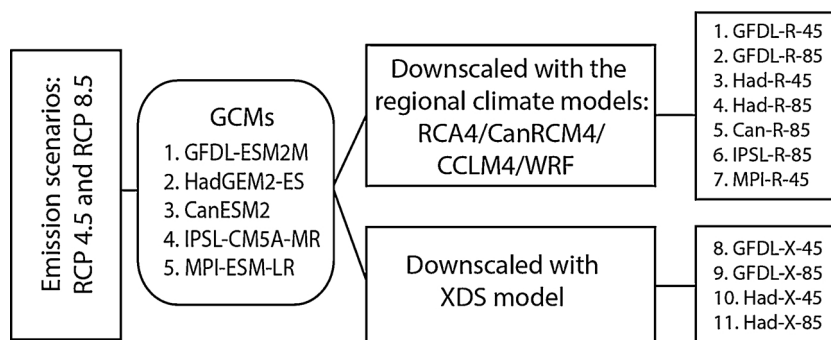 Emission scenarios:
RCP 4.5 and RCP 8.5
GCMs
1. GFDL-ESM2M
2. HadGEM2-ES
3. CanESM2
4. IPSL-CM5A-MR
5. MPI-ESM-LR
Downscaled with the
regional climate models:
RCA4/CanRCM4/
CCLM4/WRF
1. GFDL-R-45
2. GFDL-R-85
3. Had-R-45
4. Had-R-85
5. Can-R-85
6. IPSL-R-85
7. MPI-R-45
Downscaled with
XDS model
8. GFDL-X-45
9. GFDL-X-85
10. Had-X-45
11. Had-X-85